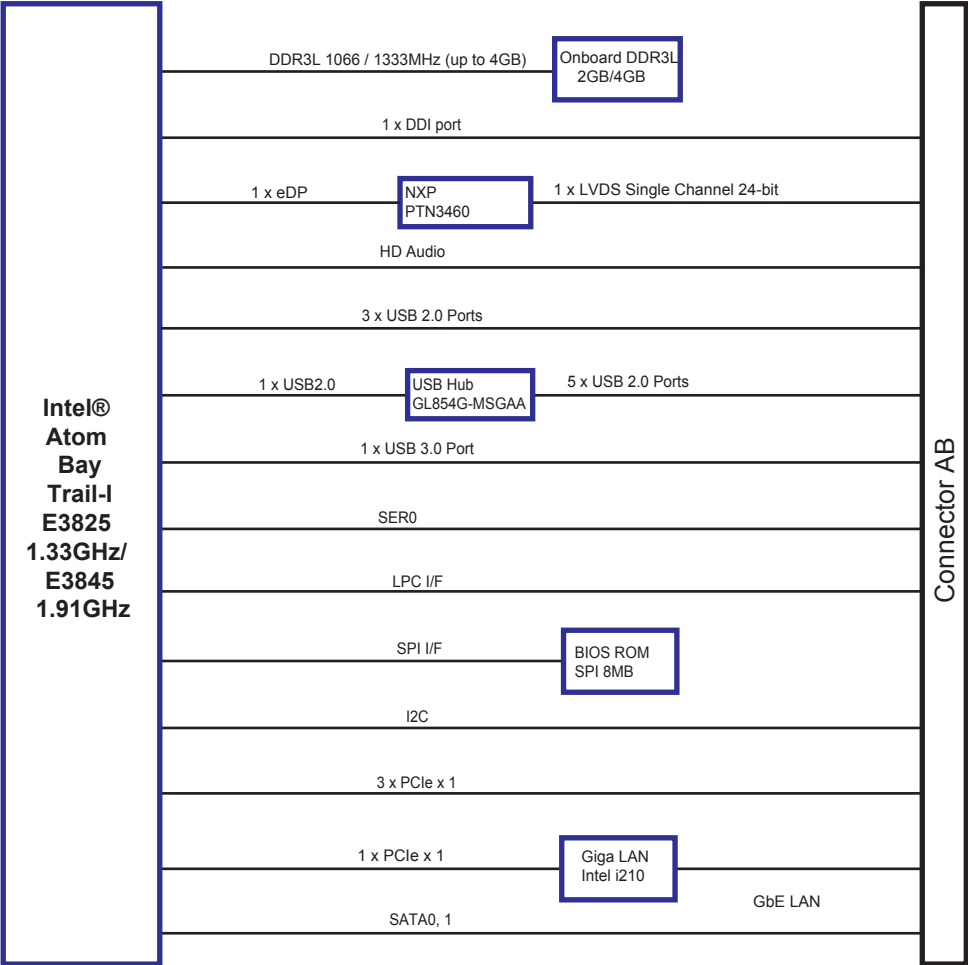 DDR3L 1066 / 1333MHz (up to 4GB)
Onboard DDR3L
2GB/4GB
1 x DDI port
1 x eDP
NXP
PTN3460
1 x LVDS Single Channel 24-bit
HD Audio
3 x USB 2.0 Ports
1 x USB2.0
USB Hub
GL854G-MSGAA
5 x USB 2.0 Ports
Intel®
Atom
Bay
Trail-I
E3825
1.33GHz/
E3845
1.91GHz
1 x USB 3.0 Port
SER0
LPC I/F
SPI I/F
BIOS ROM
SPI 8MB
I2C
3 x PCIe x 1
1 x PCIe x 1
Giga LAN
Intel i210
GbE LAN
SATA0, 1
Connector AB